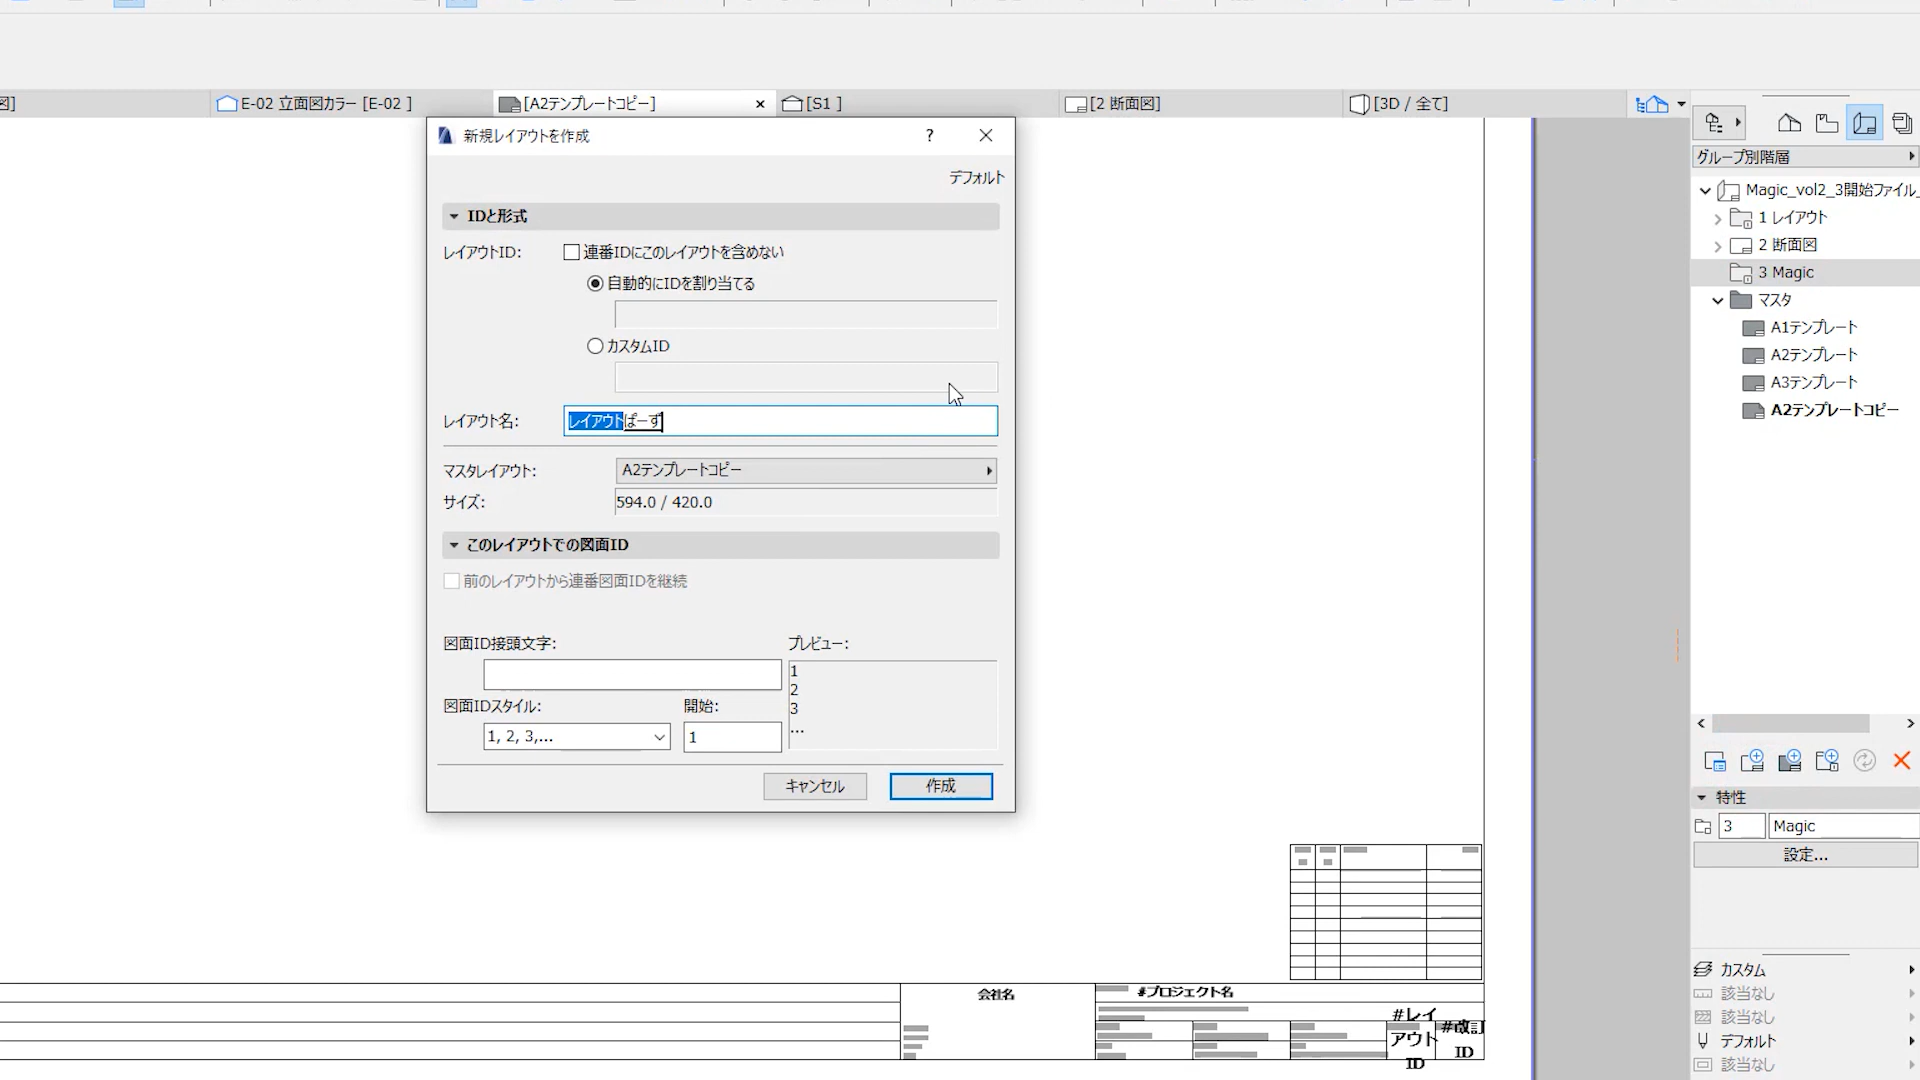 図]
E-02 立面図カラー [E-02 ]
[A2テンプレートコピー]
[S1 ]
[2 断面図]
[3D / 全て]
新規レイアウトを作成
?
デフォルト
IDと形式
レイアウトID:
連番IDにこのレイアウトを含めない
自動的にIDを割り当てる
カスタムID
レイアウト名:
レイアウトぱーず
マスタレイアウト:
A2テンプレートコピー
サイズ:
594.0 / 420.0
このレイアウトでの図面ID
前のレイアウトから連番図面IDを継続
図面ID接頭文字:
プレビュー:
1
2
3
...
図面IDスタイル:
開始:
1, 2, 3,...
1
キャンセル
作成
グループ別階層
Magic_vol2_3開始ファイル_
1 レイアウト
2 断面図
3 Magic
マスタ
A1テンプレート
A2テンプレート
A3テンプレート
A2テンプレートコピー
特性
3
Magic
設定...
カスタム
該当なし
該当なし
デフォルト
該当なし
会社名
#プロジェクト名
#レイ
アウト
ID
#改訂
ID